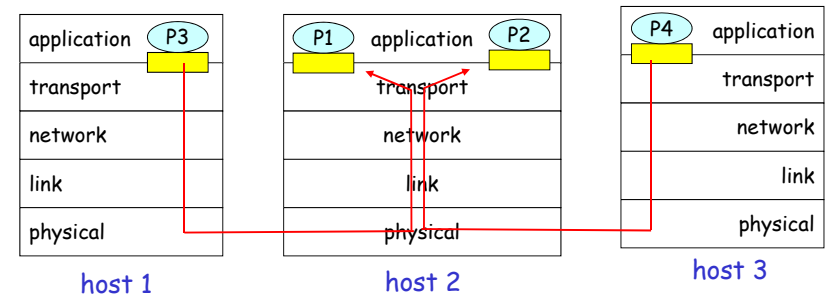 application P3
transport
network
link
physical
host 1
P1 application P2
transport
network
link
physical
host 2
P4 application
transport
network
link
physical
host 3